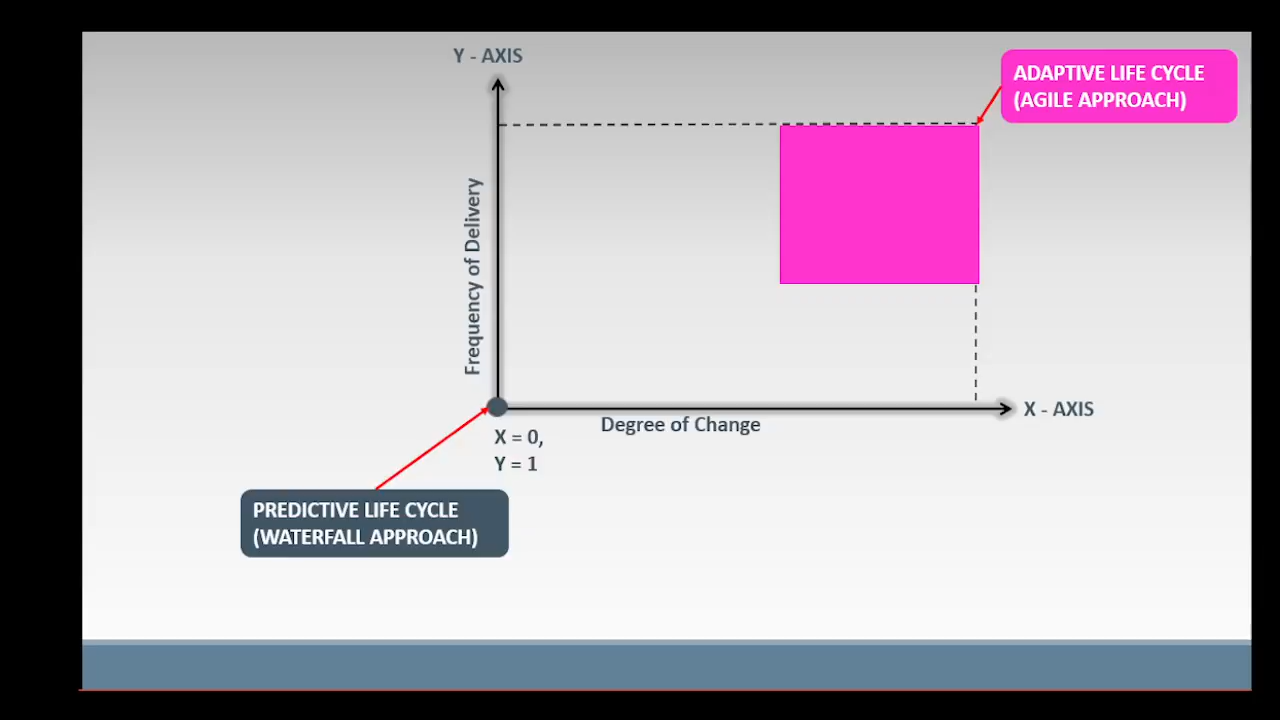 Y - AXIS
ADAPTIVE LIFE CYCLE
(AGILE APPROACH)
Frequency of Delivery
X - AXIS
Degree of Change
X = 0,
Y = 1
PREDICTIVE LIFE CYCLE
(WATERFALL APPROACH)